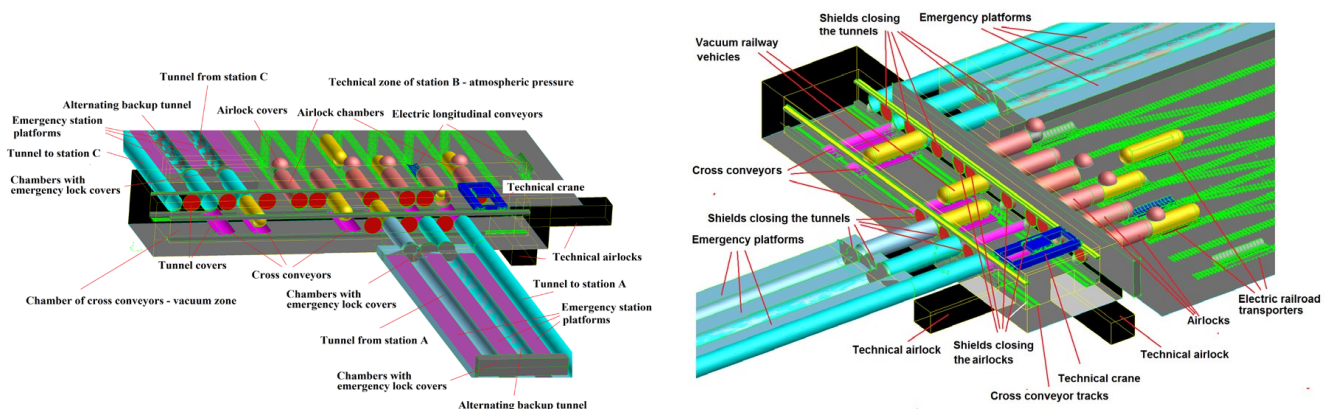 Tunnel from station C
Technical zone of station B - atmospheric pressure
Alternating backup tunnel
Airlock covers
Airlock chambers
Electric longitudinal conveyors
Emergency station
platforms
Tunnel to station C
Chambers with
emergency lock covers
Technical crane
Technical airlocks
Tunnel covers
Cross conveyors
Chamber of cross conveyors - vacuum zone
Chambers with
emergency lock covers
Tunnel to station A
Emergency station
platforms
Tunnel from station A
Chambers with
emergency lock covers
Alternating backup tunnel
Shields closing
the tunnels
Emergency platforms
Vacuum railway
vehicles
Cross conveyors
Shields closing the tunnels
Emergency platforms
Electric railroad
transporters
Airlocks
Shields closing
the airlocks
Technical airlock
Technical airlock
Technical crane
Cross conveyor tracks